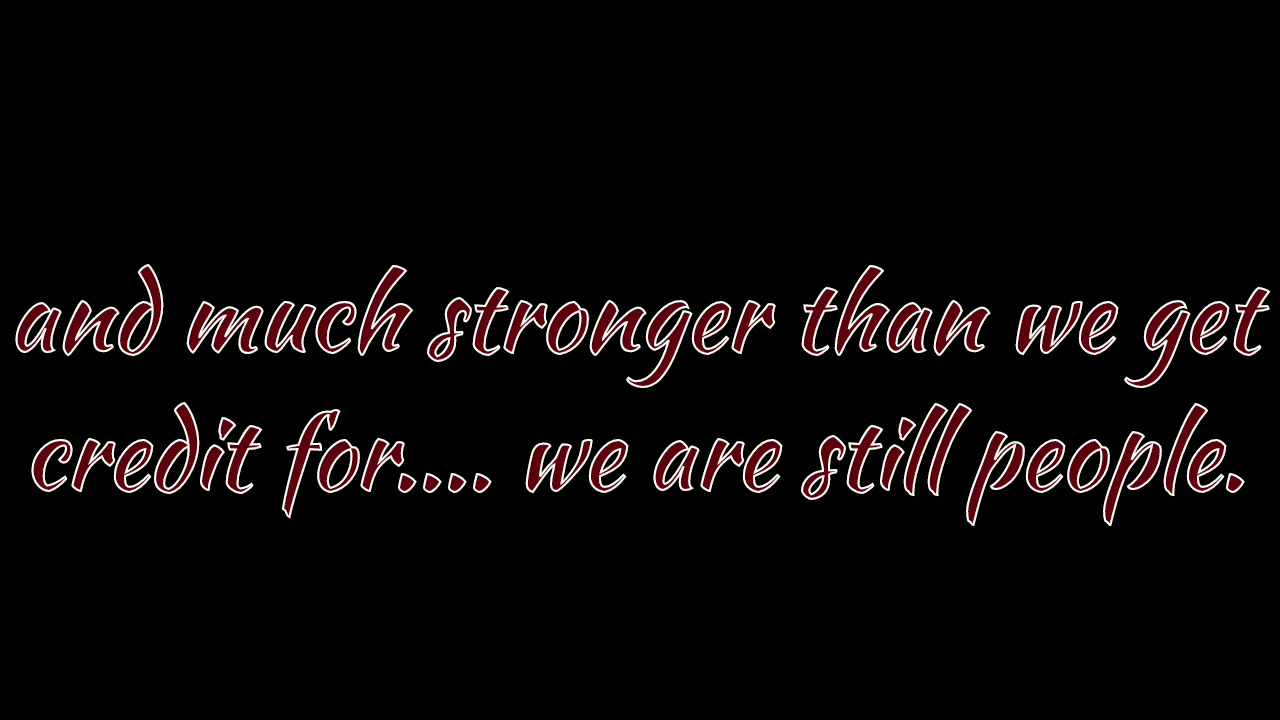 and much stronger than we get
credit for.... we are still people.